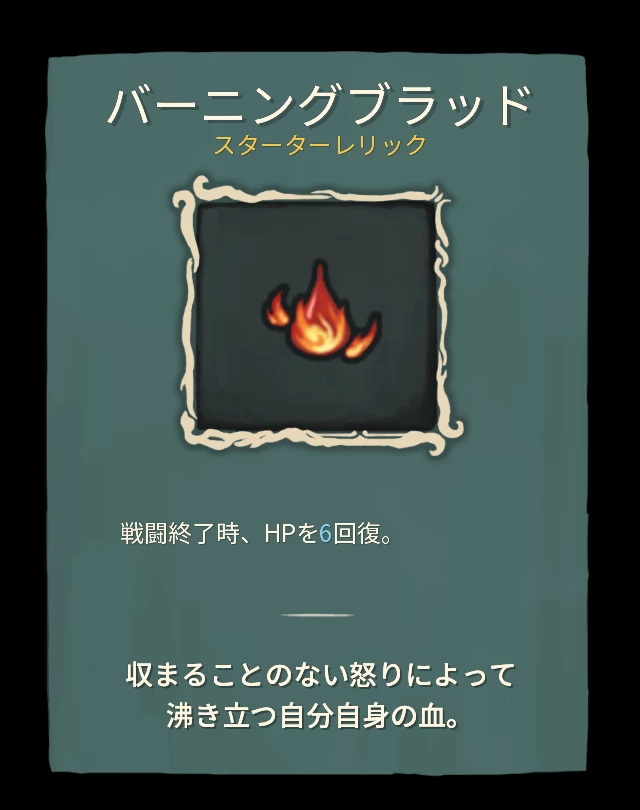 バーニングブラッド
スターターレリック
戦闘終了時、HPを6回復。
収まることのない怒りによって
沸き立つ自分自身の血。